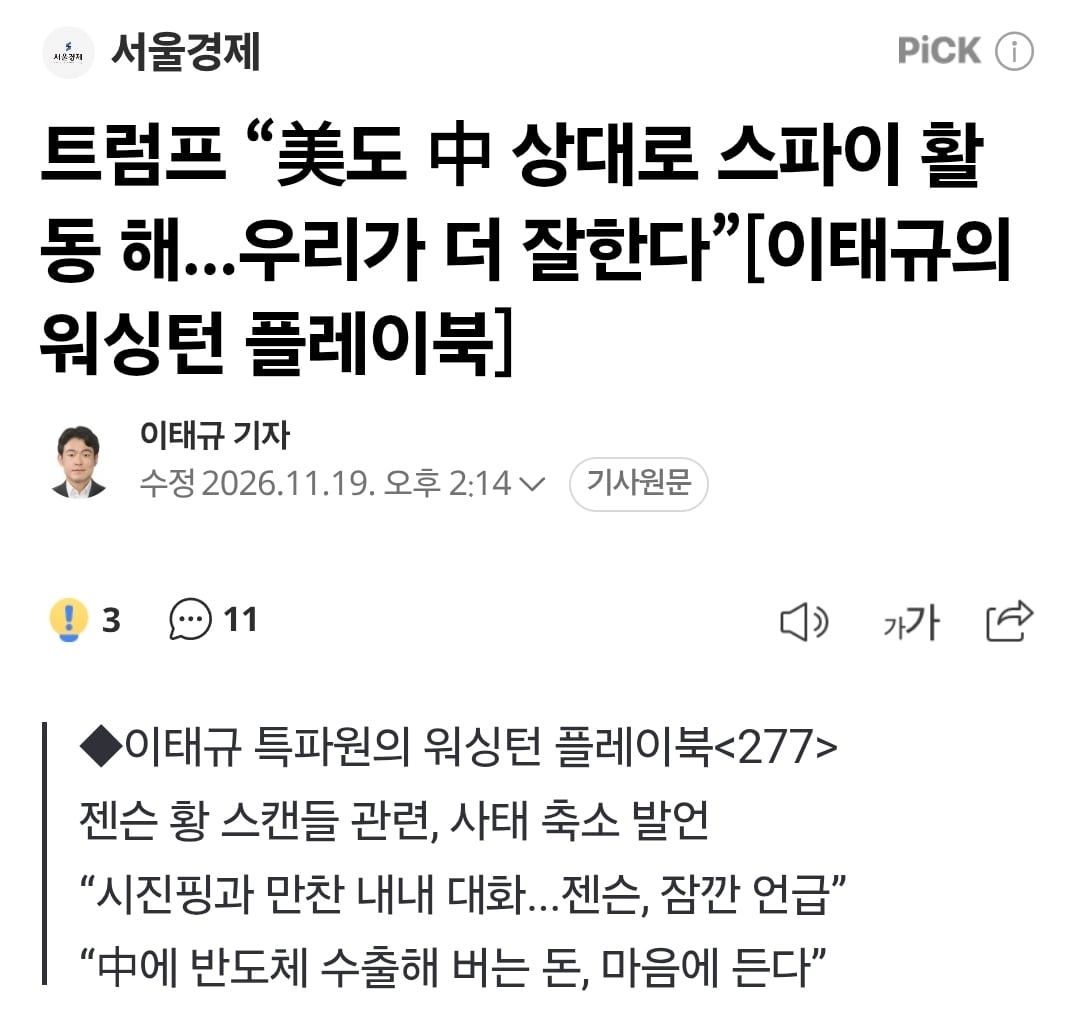 서울경제
서울경제
PiCK
트럼프 “美도 中 상대로 스파이 활
동 해…우리가 더 잘한다”[이태규의
워싱턴 플레이북]
이태규 기자
수정 2026.11.19. 오후 2:14
기사원문
3
11
가가
◆이태규 특파원의 워싱턴 플레이북<277>
젠슨 황 스캔들 관련, 사태 축소 발언
“시진핑과 만찬 내내 대화…젠슨, 잠깐 언급”
“中에 반도체 수출해 버는 돈, 마음에 든다”